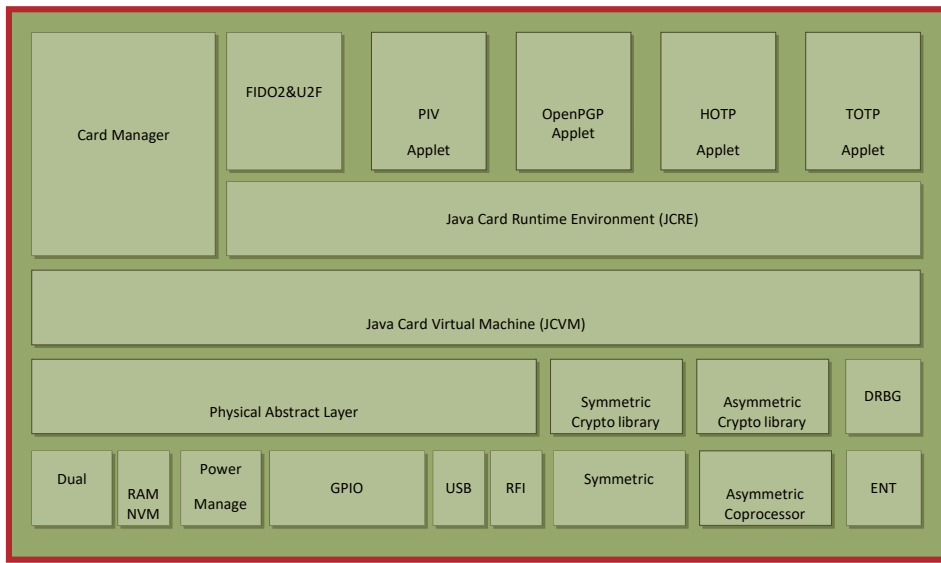 Card Manager
FIDO2&U2F
PIV
Applet
OpenPGP
Applet
HOTP
Applet
TOTP
Applet
Java Card Runtime Environment (JCRE)
Java Card Virtual Machine (JCVM)
Physical Abstract Layer
Symmetric
Crypto library
Asymmetric
Crypto library
DRBG
Dual
RAM
NVM
Power
Manage
GPIO
USB
RFI
Symmetric
Asymmetric
Coprocessor
ENT